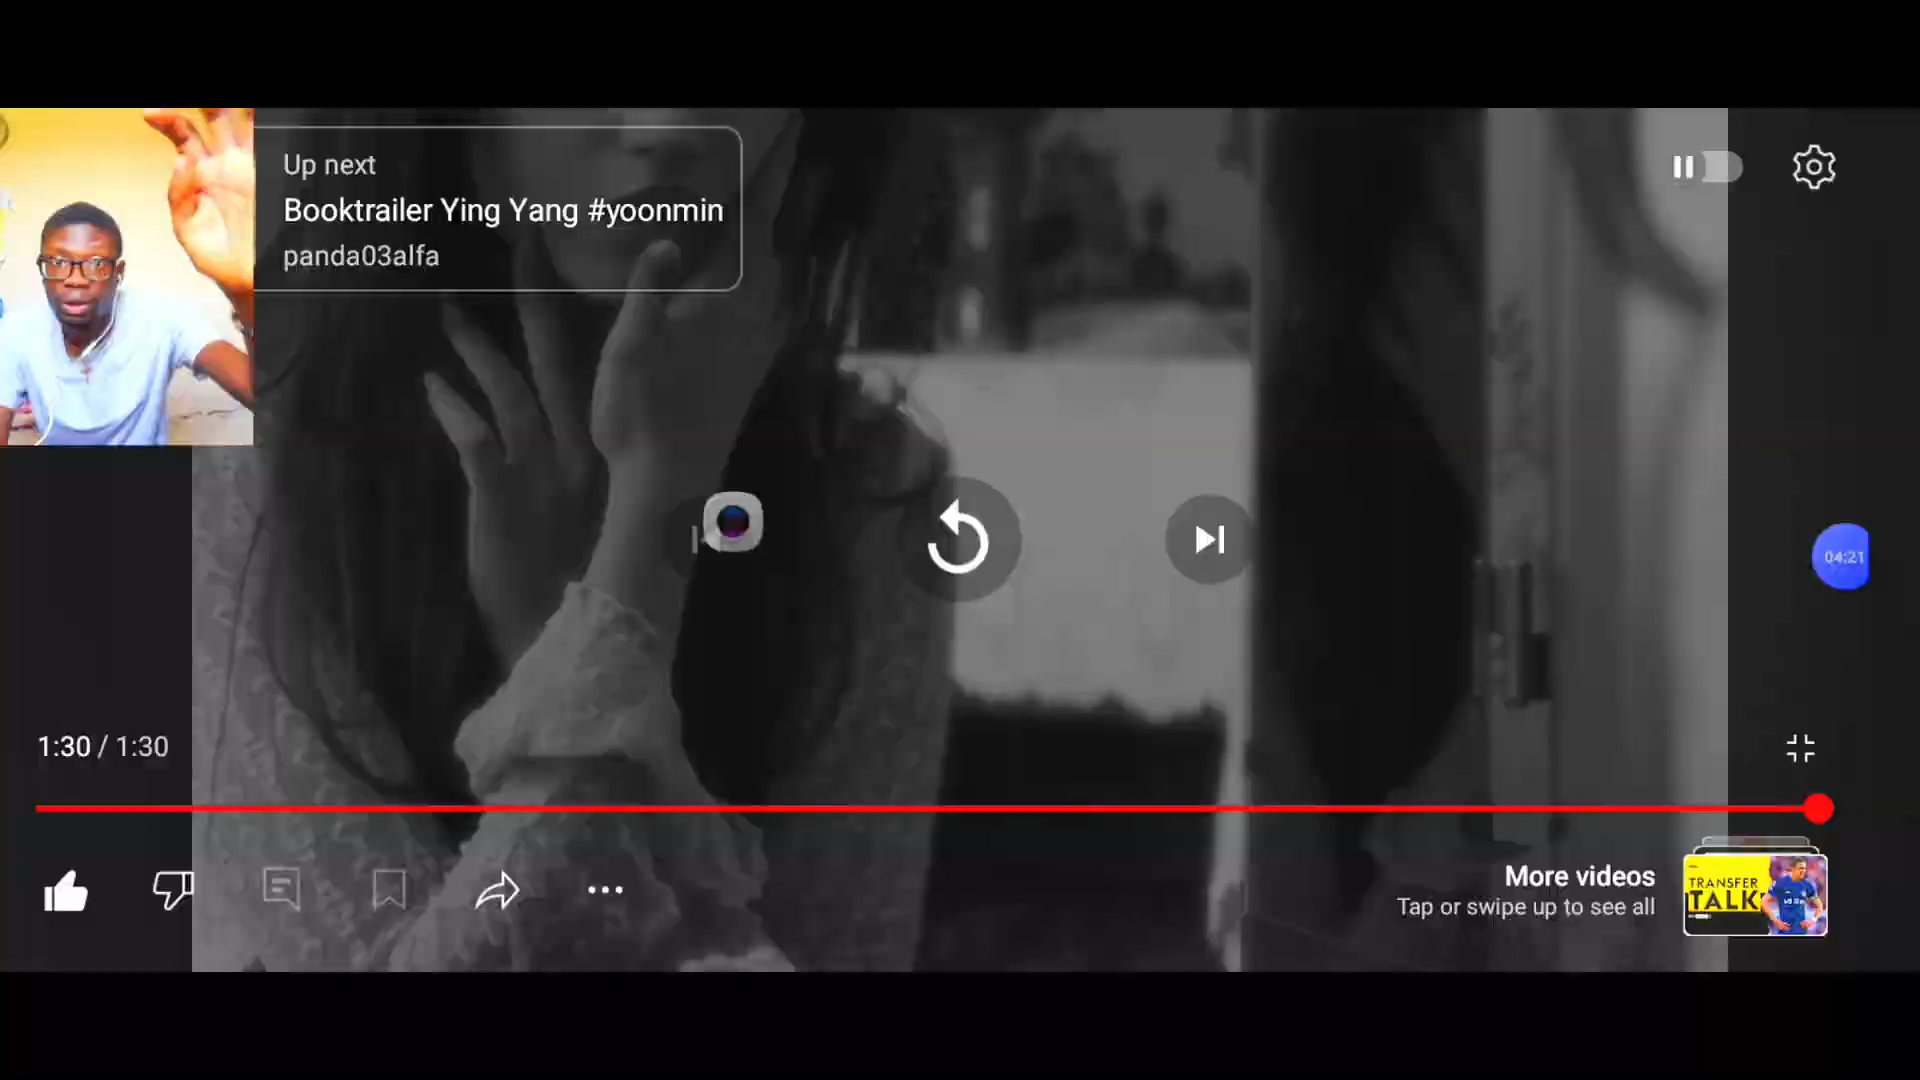 Up next
Booktrailer Ying Yang #yoonmin
panda03alfa
04:21
1:30 / 1:30
More videos
Tap or swipe up to see all
TRANSFER
TALK